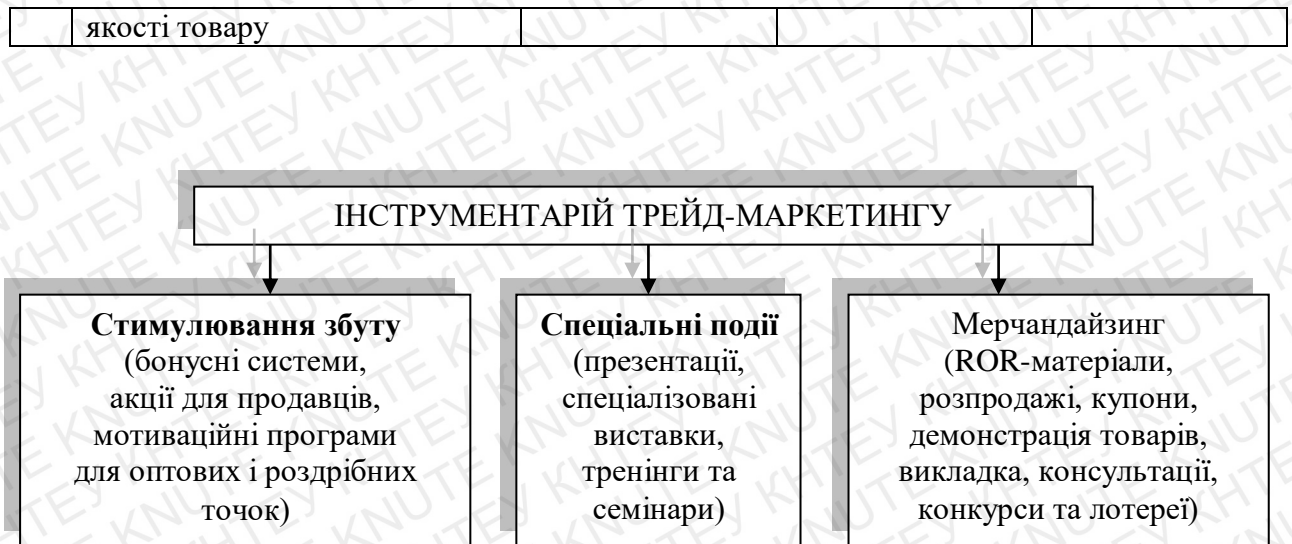 якості товару
ІНСТРУМЕНТАРІЙ ТРЕЙД-МАРКЕТИНГУ
Стимулювання збуту
(бонусні системи,
акції для продавців,
мотиваційні програми
для оптових і роздрібних
точок)
Спеціальні події
(презентації,
спеціалізовані
виставки,
тренінги та
семінари)
Мерчандайзинг
(ROR-матеріали,
розпродажі, купони,
демонстрація товарів,
викладка, консультації,
конкурси та лотереї)